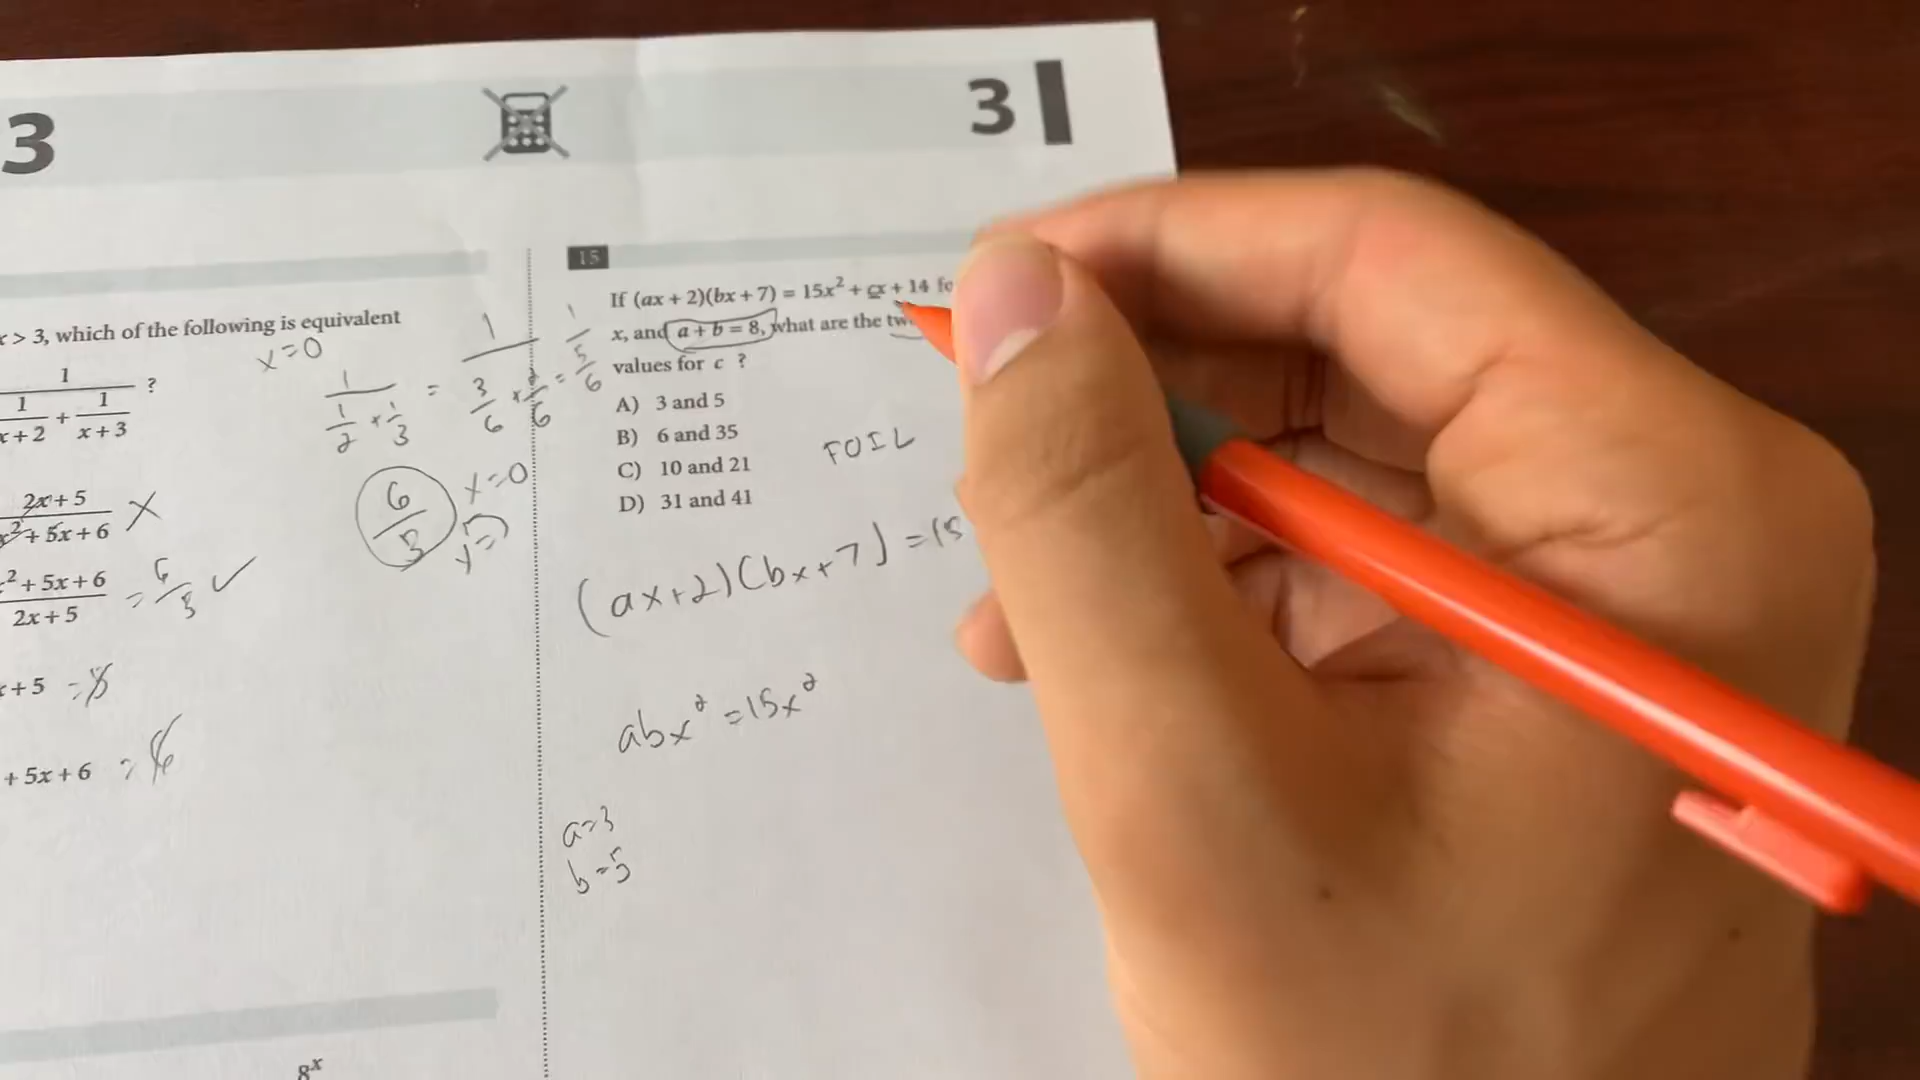 3
3
> 3, which of the following is equivalent
x=0
1
1/x+2 + 1/x+3 ?
1
1/2 + 1/3
=
1
3/6 + 2/6
=
1
5/6
2x+5
x²+5x+6
6/5
x=0
x²+5x+6
2x+5
=
6/5
+5
=5
+5x+6
=6
8ˣ
15
If (ax + 2)(bx + 7) = 15x² + cx + 14
x, and a + b = 8, what are the
values for c ?
A) 3 and 5
B) 6 and 35
C) 10 and 21
D) 31 and 41
FOIL
(ax+2)(bx+7)=15
abx²=15x²
a=3
b=5